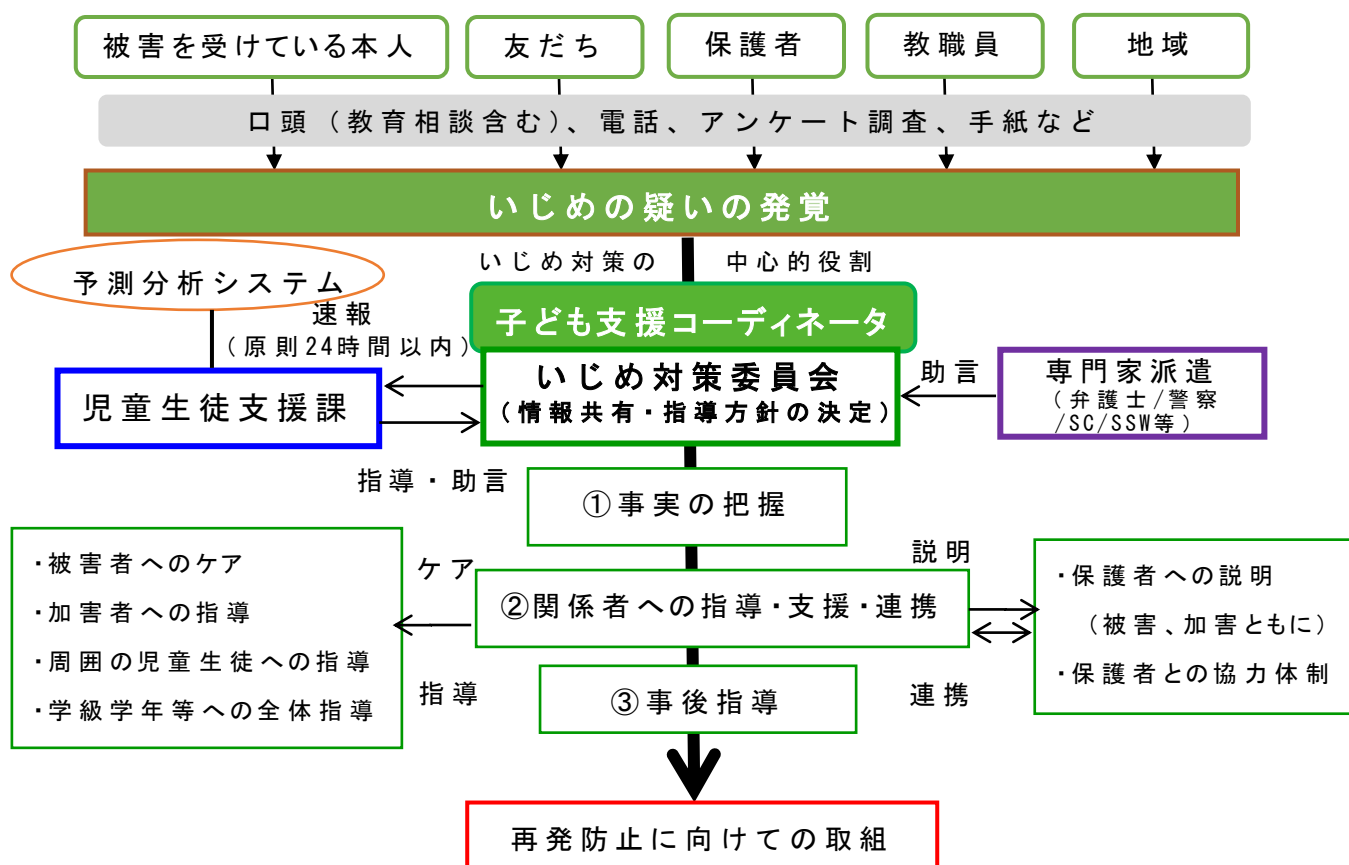 被害を受けている本人
友だち
保護者
教職員
地域
口頭（教育相談含む）、電話、アンケート調査、手紙など
いじめの疑いの発覚
いじめ対策の　中心的役割
予測分析システム
子ども支援コーディネータ
速報
（原則24時間以内）
いじめ対策委員会
（情報共有・指導方針の決定）
児童生徒支援課
助言
専門家派遣
（弁護士/警察
/SC/SSW等）
指導・助言
①事実の把握
・被害者へのケア
・加害者への指導
・周囲の児童生徒への指導
・学級学年等への全体指導
ケア
指導
②関係者への指導・支援・連携
説明
連携
・保護者への説明
（被害、加害ともに）
・保護者との協力体制
③事後指導
再発防止に向けての取組